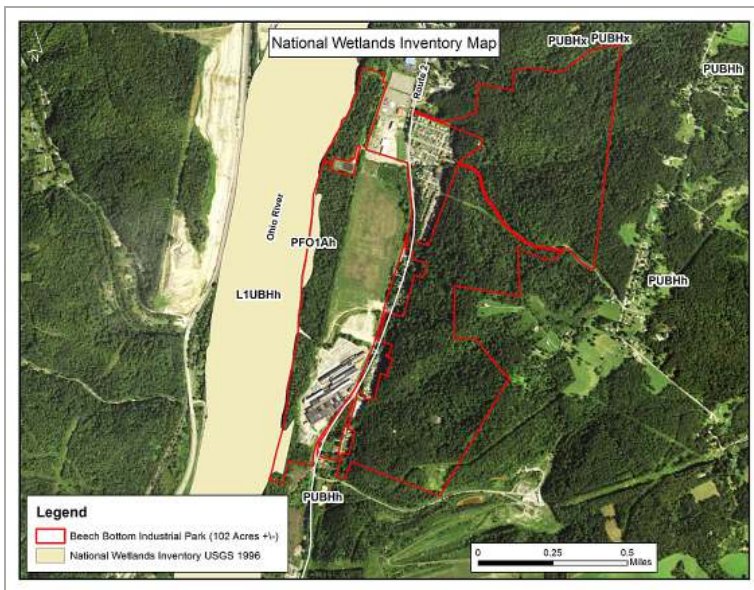 National Wetlands Inventory Map
N
Route 2
PUBHx PUBHx
PUBHh
Ohio River
PFO1Ah
L1UBHh
PUBHh
PUBHh
Legend
Beech Bottom Industrial Park (102 Acres +\-)
National Wetlands Inventory USGS 1996
0 0.25 0.5
Miles